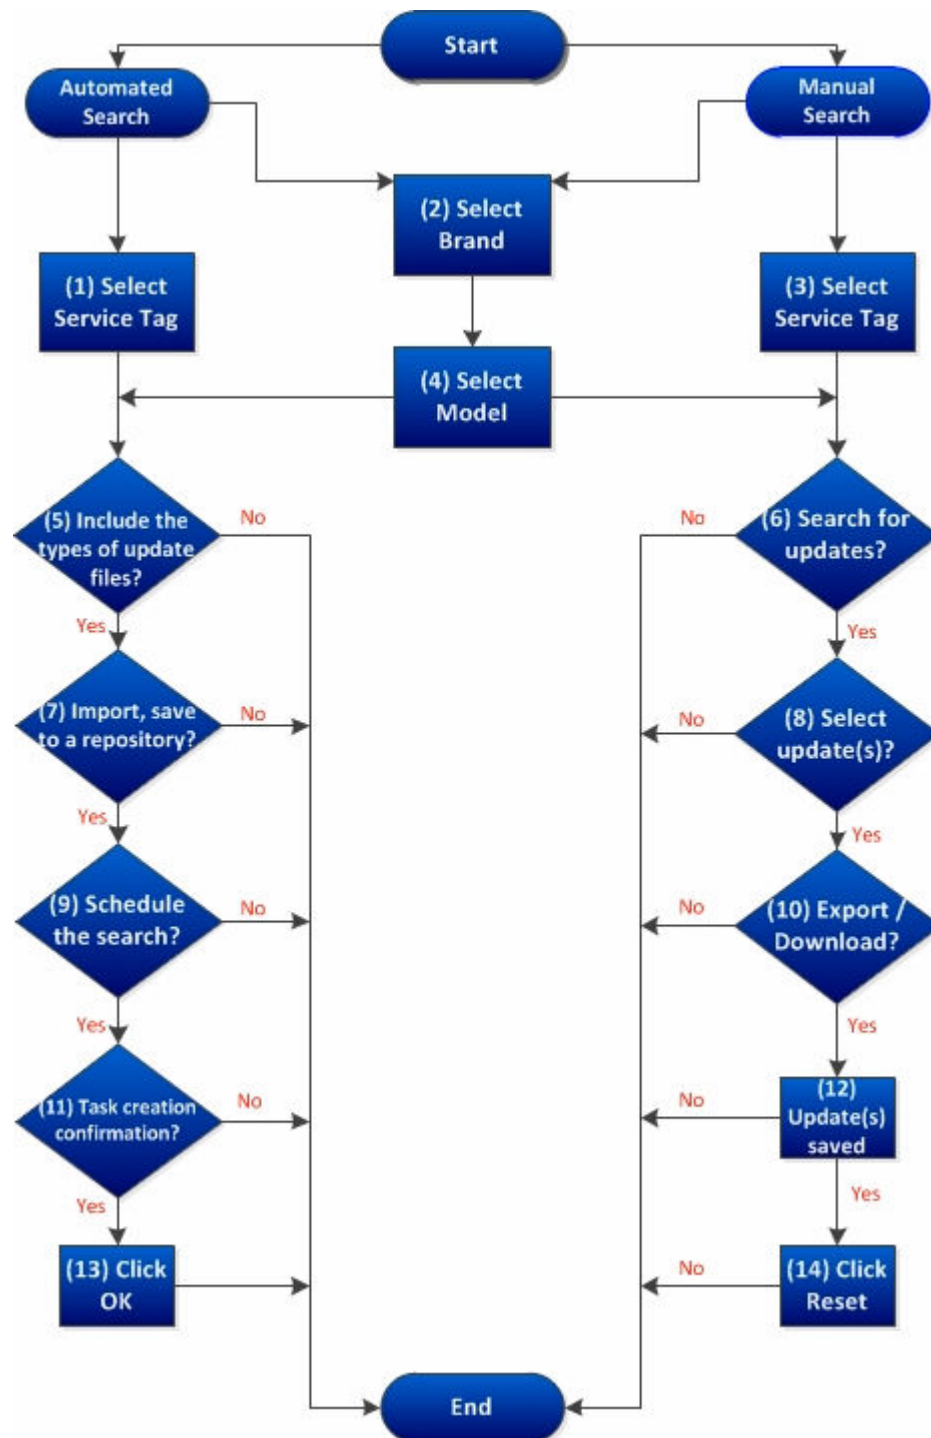 Start
Automated
Search
Manual
Search
(2) Select
Brand
(1) Select
Service Tag
(3) Select
Service Tag
(4) Select
Model
(5) Include the
types of update
files?
No
No
(6) Search for
updates?
Yes
Yes
(7) Import, save
to a repository?
No
No
(8) Select
update(s)?
Yes
Yes
(9) Schedule
the search?
No
No
(10) Export /
Download?
Yes
Yes
(11) Task creation
confirmation?
No
No
(12)
Update(s)
saved
Yes
Yes
(13) Click
OK
No
(14) Click
Reset
End